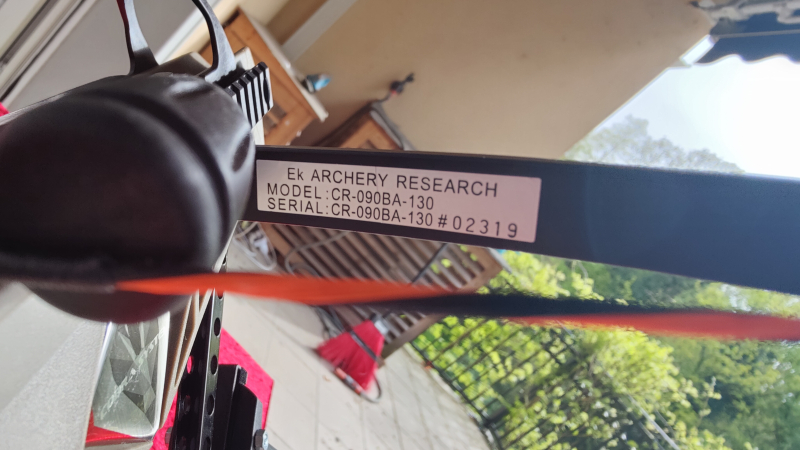 Ek ARCHERY RESEARCH
MODEL:CR-090BA-130
SERIAL:CR-090BA-130 #02319